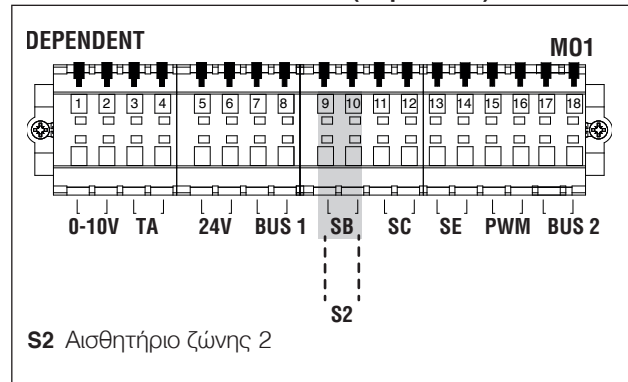 DEPENDENT
M01
1 2 3 4 5 6 7 8 9 10 11 12 13 14 15 16 17 18
0-10V TA 24V BUS 1 SB SC SE PWM BUS 2
S2
S2 Αισθητήριο ζώνης 2